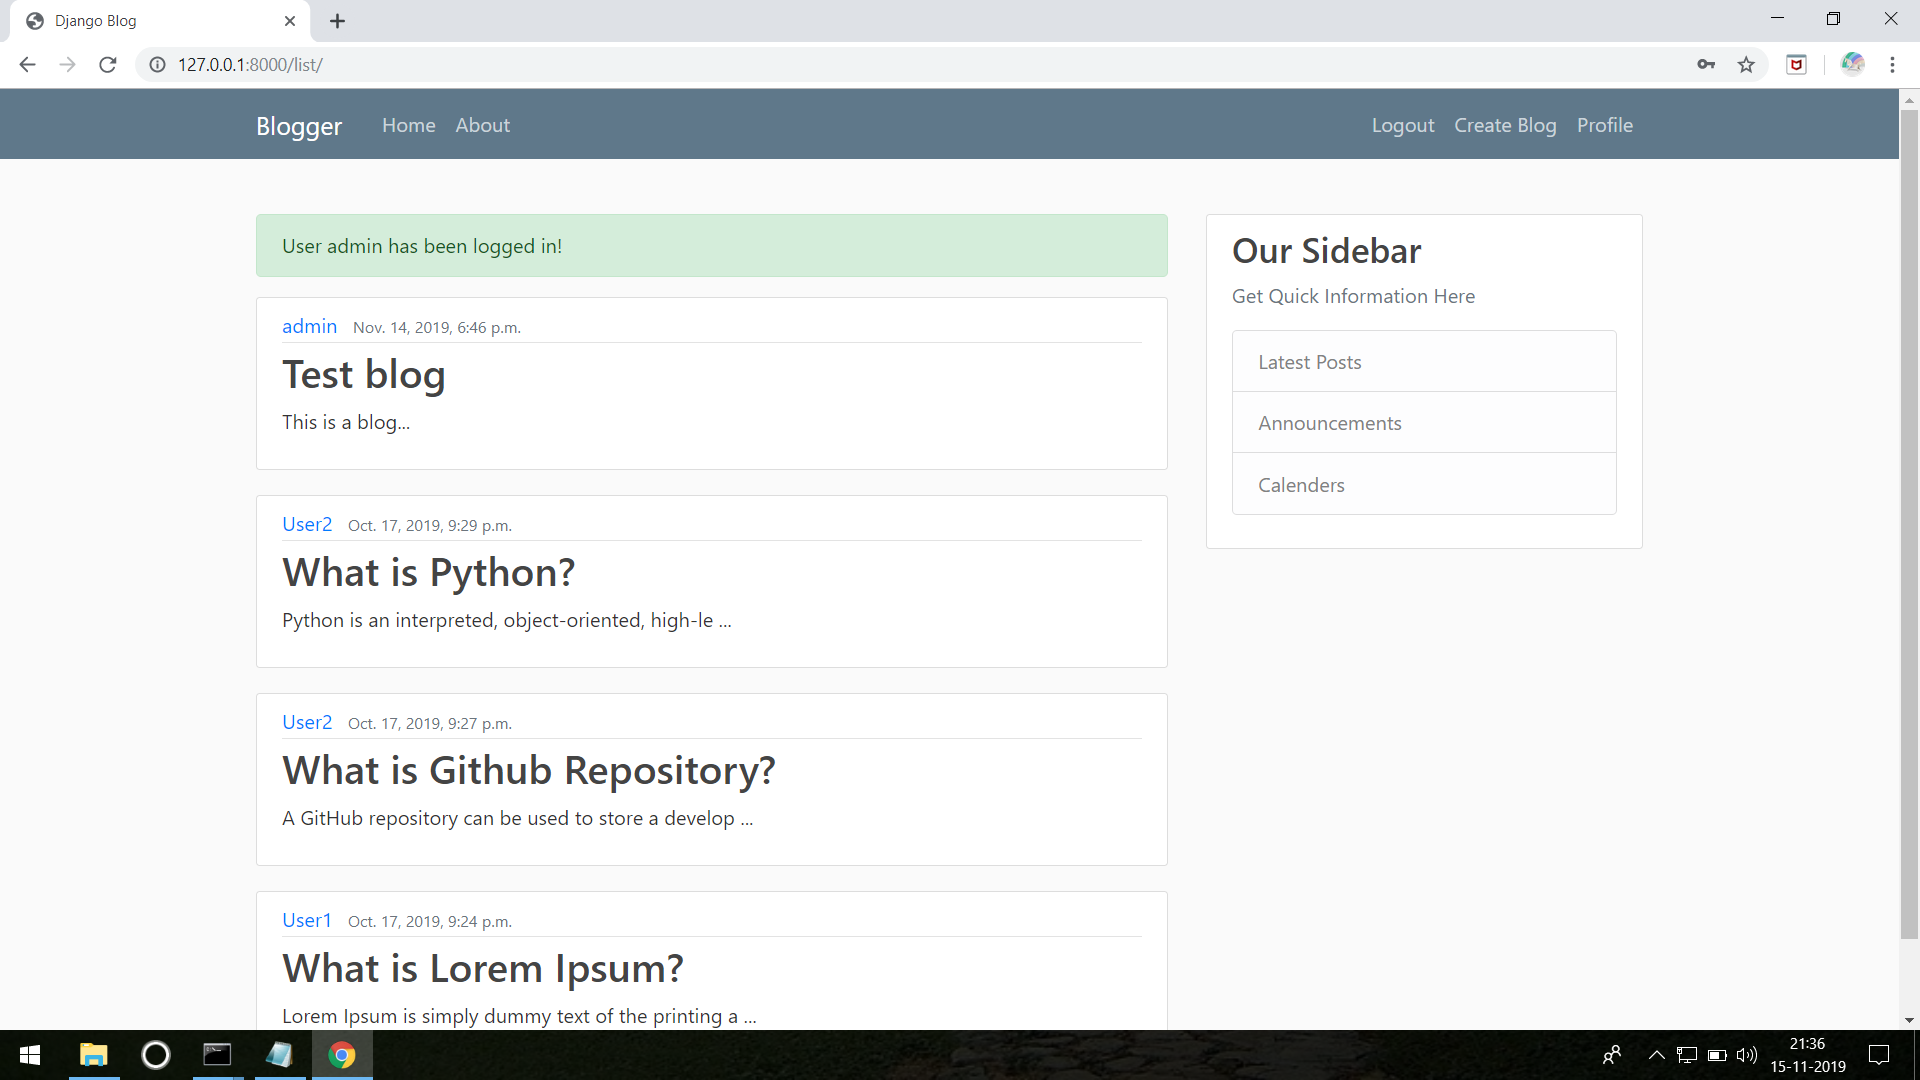 Django Blog
127.0.0.1:8000/list/
Blogger Home About Logout Create Blog Profile
User admin has been logged in!
admin Nov. 14, 2019, 6:46 p.m.
Test blog
This is a blog...
User2 Oct. 17, 2019, 9:29 p.m.
What is Python?
Python is an interpreted, object-oriented, high-le ...
User2 Oct. 17, 2019, 9:27 p.m.
What is Github Repository?
A GitHub repository can be used to store a develop ...
User1 Oct. 17, 2019, 9:24 p.m.
What is Lorem Ipsum?
Lorem Ipsum is simply dummy text of the printing a ...
Our Sidebar
Get Quick Information Here
Latest Posts
Announcements
Calenders
21:36
15-11-2019